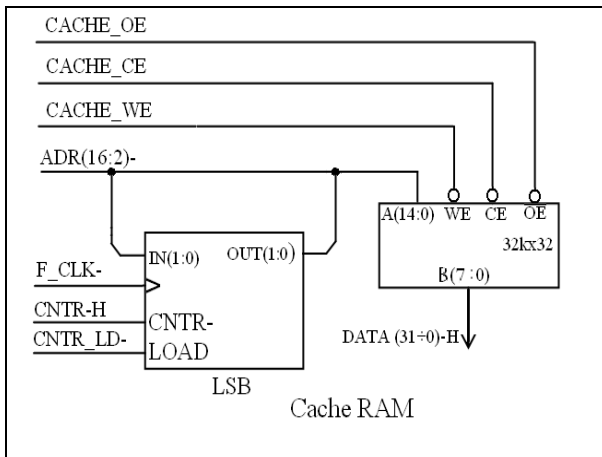 CACHE_OE
CACHE_CE
CACHE_WE
ADR(16:2)-
A(14:0) WE CE OE
32kx32
IN(1:0) OUT(1:0)
B(7:0)
F_CLK-
CNTR-H CNTR-
DATA (31÷0)-H
CNTR_LD- LOAD
LSB
Cache RAM